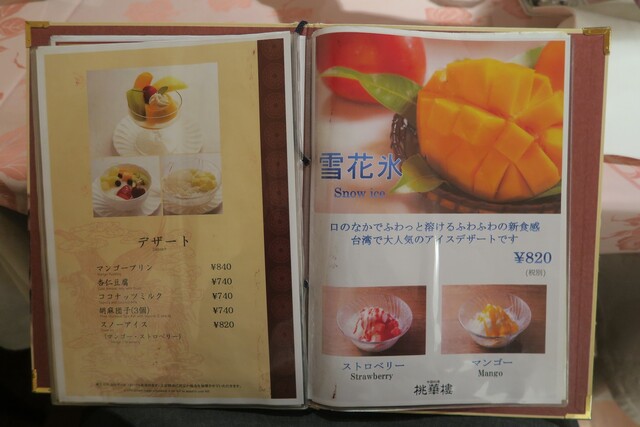 デザート
マンゴープリン ¥840
杏仁豆腐 ¥740
ココナッツミルク ¥740
胡麻団子(3個) ¥740
スノーアイス ¥820
(マンゴー・ストロベリー)
雪花氷
Snow ice
口のなかでふわっと溶けるふわふわの新食感
台湾で大人気のアイスデザートです
¥820
(税別)
ストロベリー
Strawberry
マンゴー
Mango
桃華樓